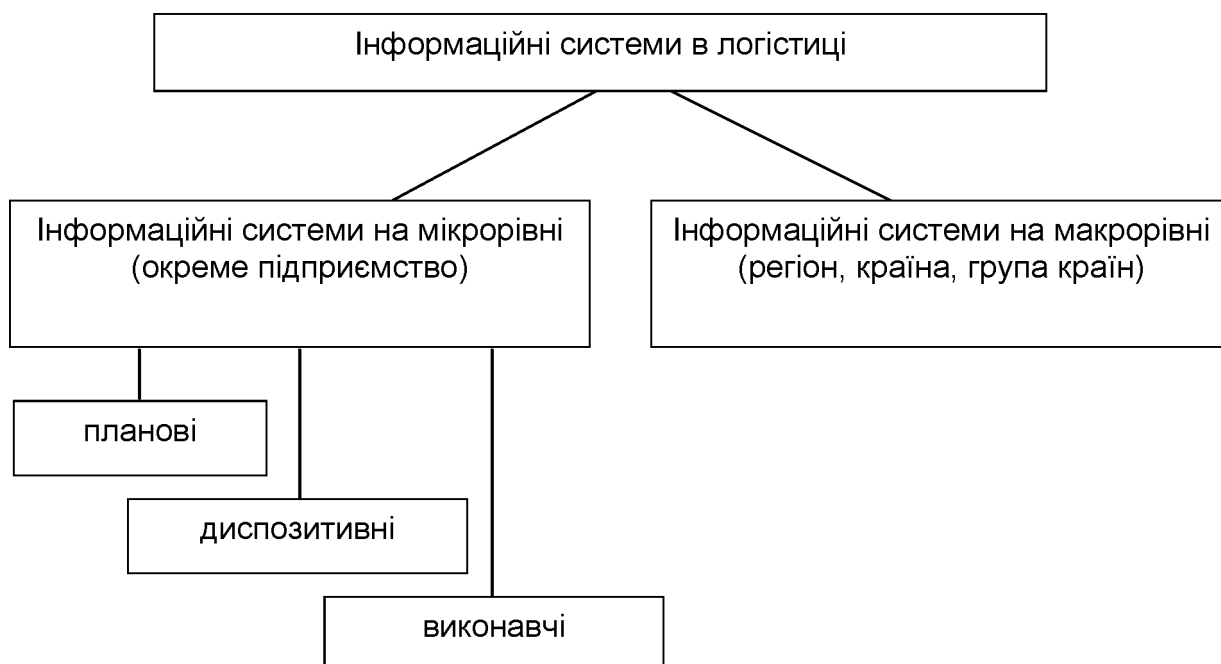 Інформаційні системи в логістиці
Інформаційні системи на мікрорівні
(окреме підприємство)
Інформаційні системи на макрорівні
(регіон, країна, група країн)
планові
диспозитивні
виконавчі